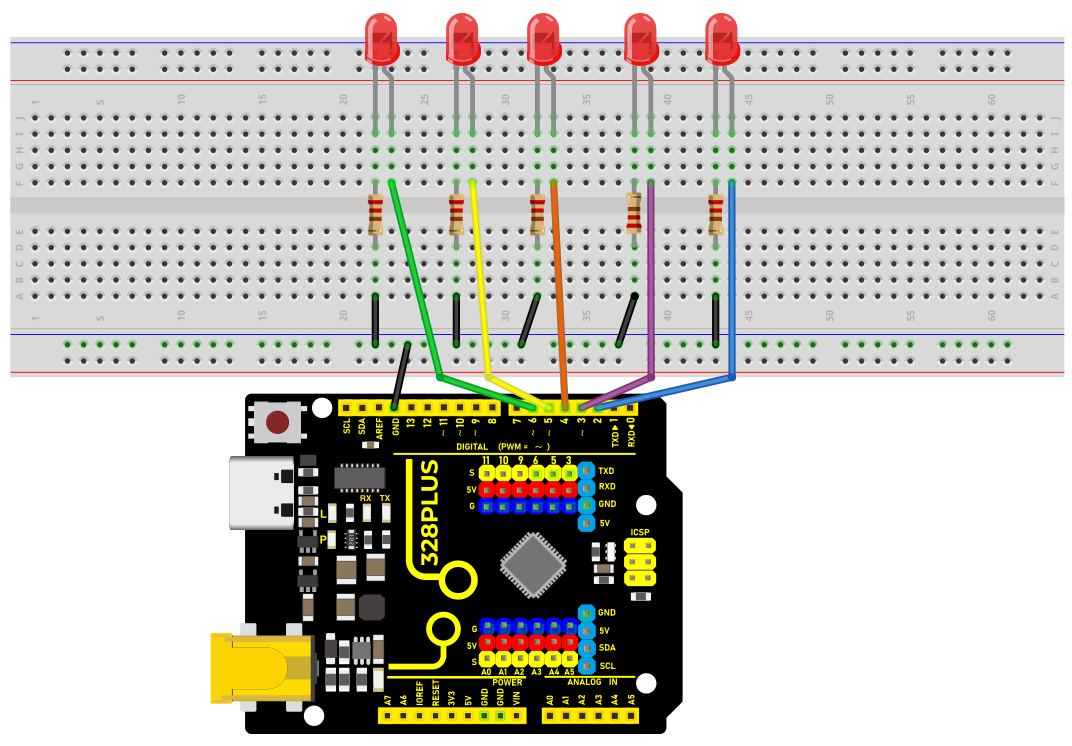 1 5 10 15 20 25 30 35 40 45 50 55 60
J J
I I
H H
G G
F F
E E
D D
C C
B B
A A
1 5 10 15 20 25 30 35 40 45 50 55 60
SCL SDA AREF GND 13 12 ~11 ~10 ~9 8 7 ~6 ~5 4 ~3 2 TXD▶1 RXD◀0
DIGITAL (PWM = ~ )
11 10 9 6 5 3
S TXD
5V RXD
G GND
5V
328PLUS
RX TX
L
P
ICSP
G GND
5V 5V
S SDA
SCL
A0 A1 A2 A3 A4 A5
POWER ANALOG IN
A7 A6 IOREF RESET 3V3 5V GND GND VIN A0 A1 A2 A3 A4 A5